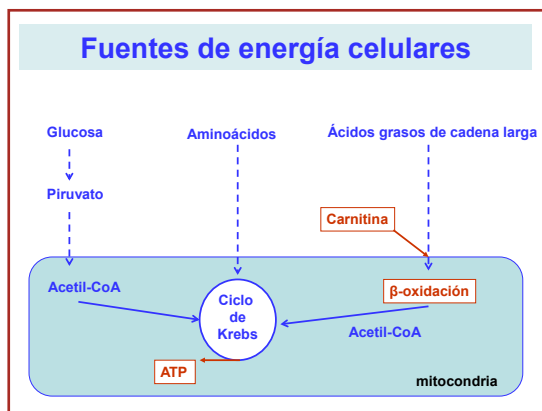 Fuentes de energía celulares
Glucosa
Aminoácidos
Ácidos grasos de cadena larga
Piruvato
Carnitina
Acetil-CoA
Ciclo
de
Krebs
β-oxidación
Acetil-CoA
ATP
mitocondria